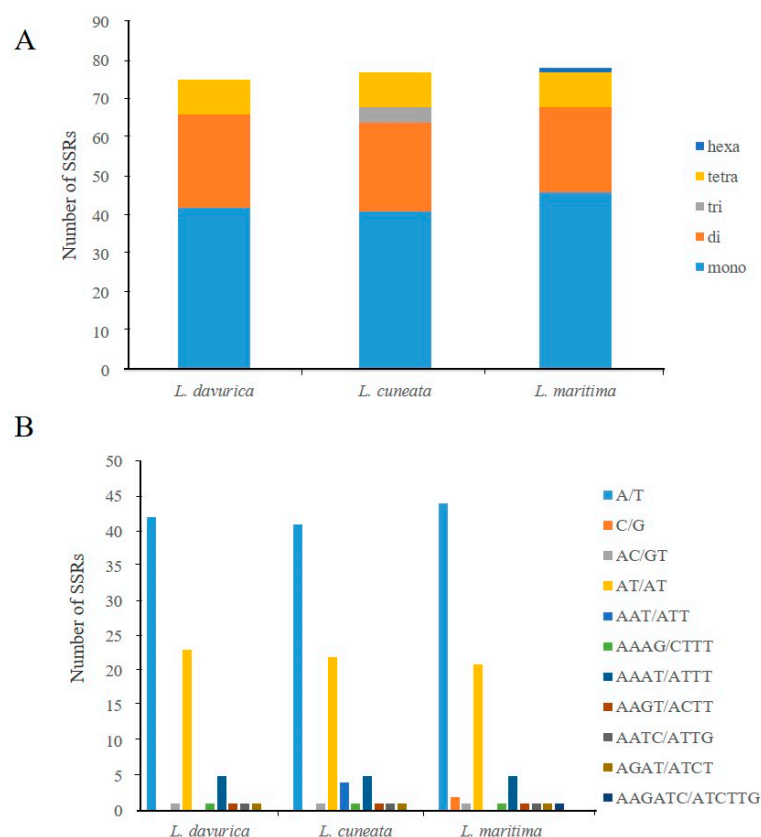 A
90
80
70
60
50
40
30
20
10
0
Number of SSRs
L. davurica
L. cuneata
L. maritima
hexa
tetra
tri
di
mono
B
50
45
40
35
30
25
20
15
10
5
0
Number of SSRs
L. davurica
L. cuneata
L. maritima
A/T
C/G
AC/GT
AT/AT
AAT/ATT
AAAG/CTTT
AAAT/ATTT
AAGT/ACTT
AATC/ATTG
AGAT/ATCT
AAGATC/ATCTTG